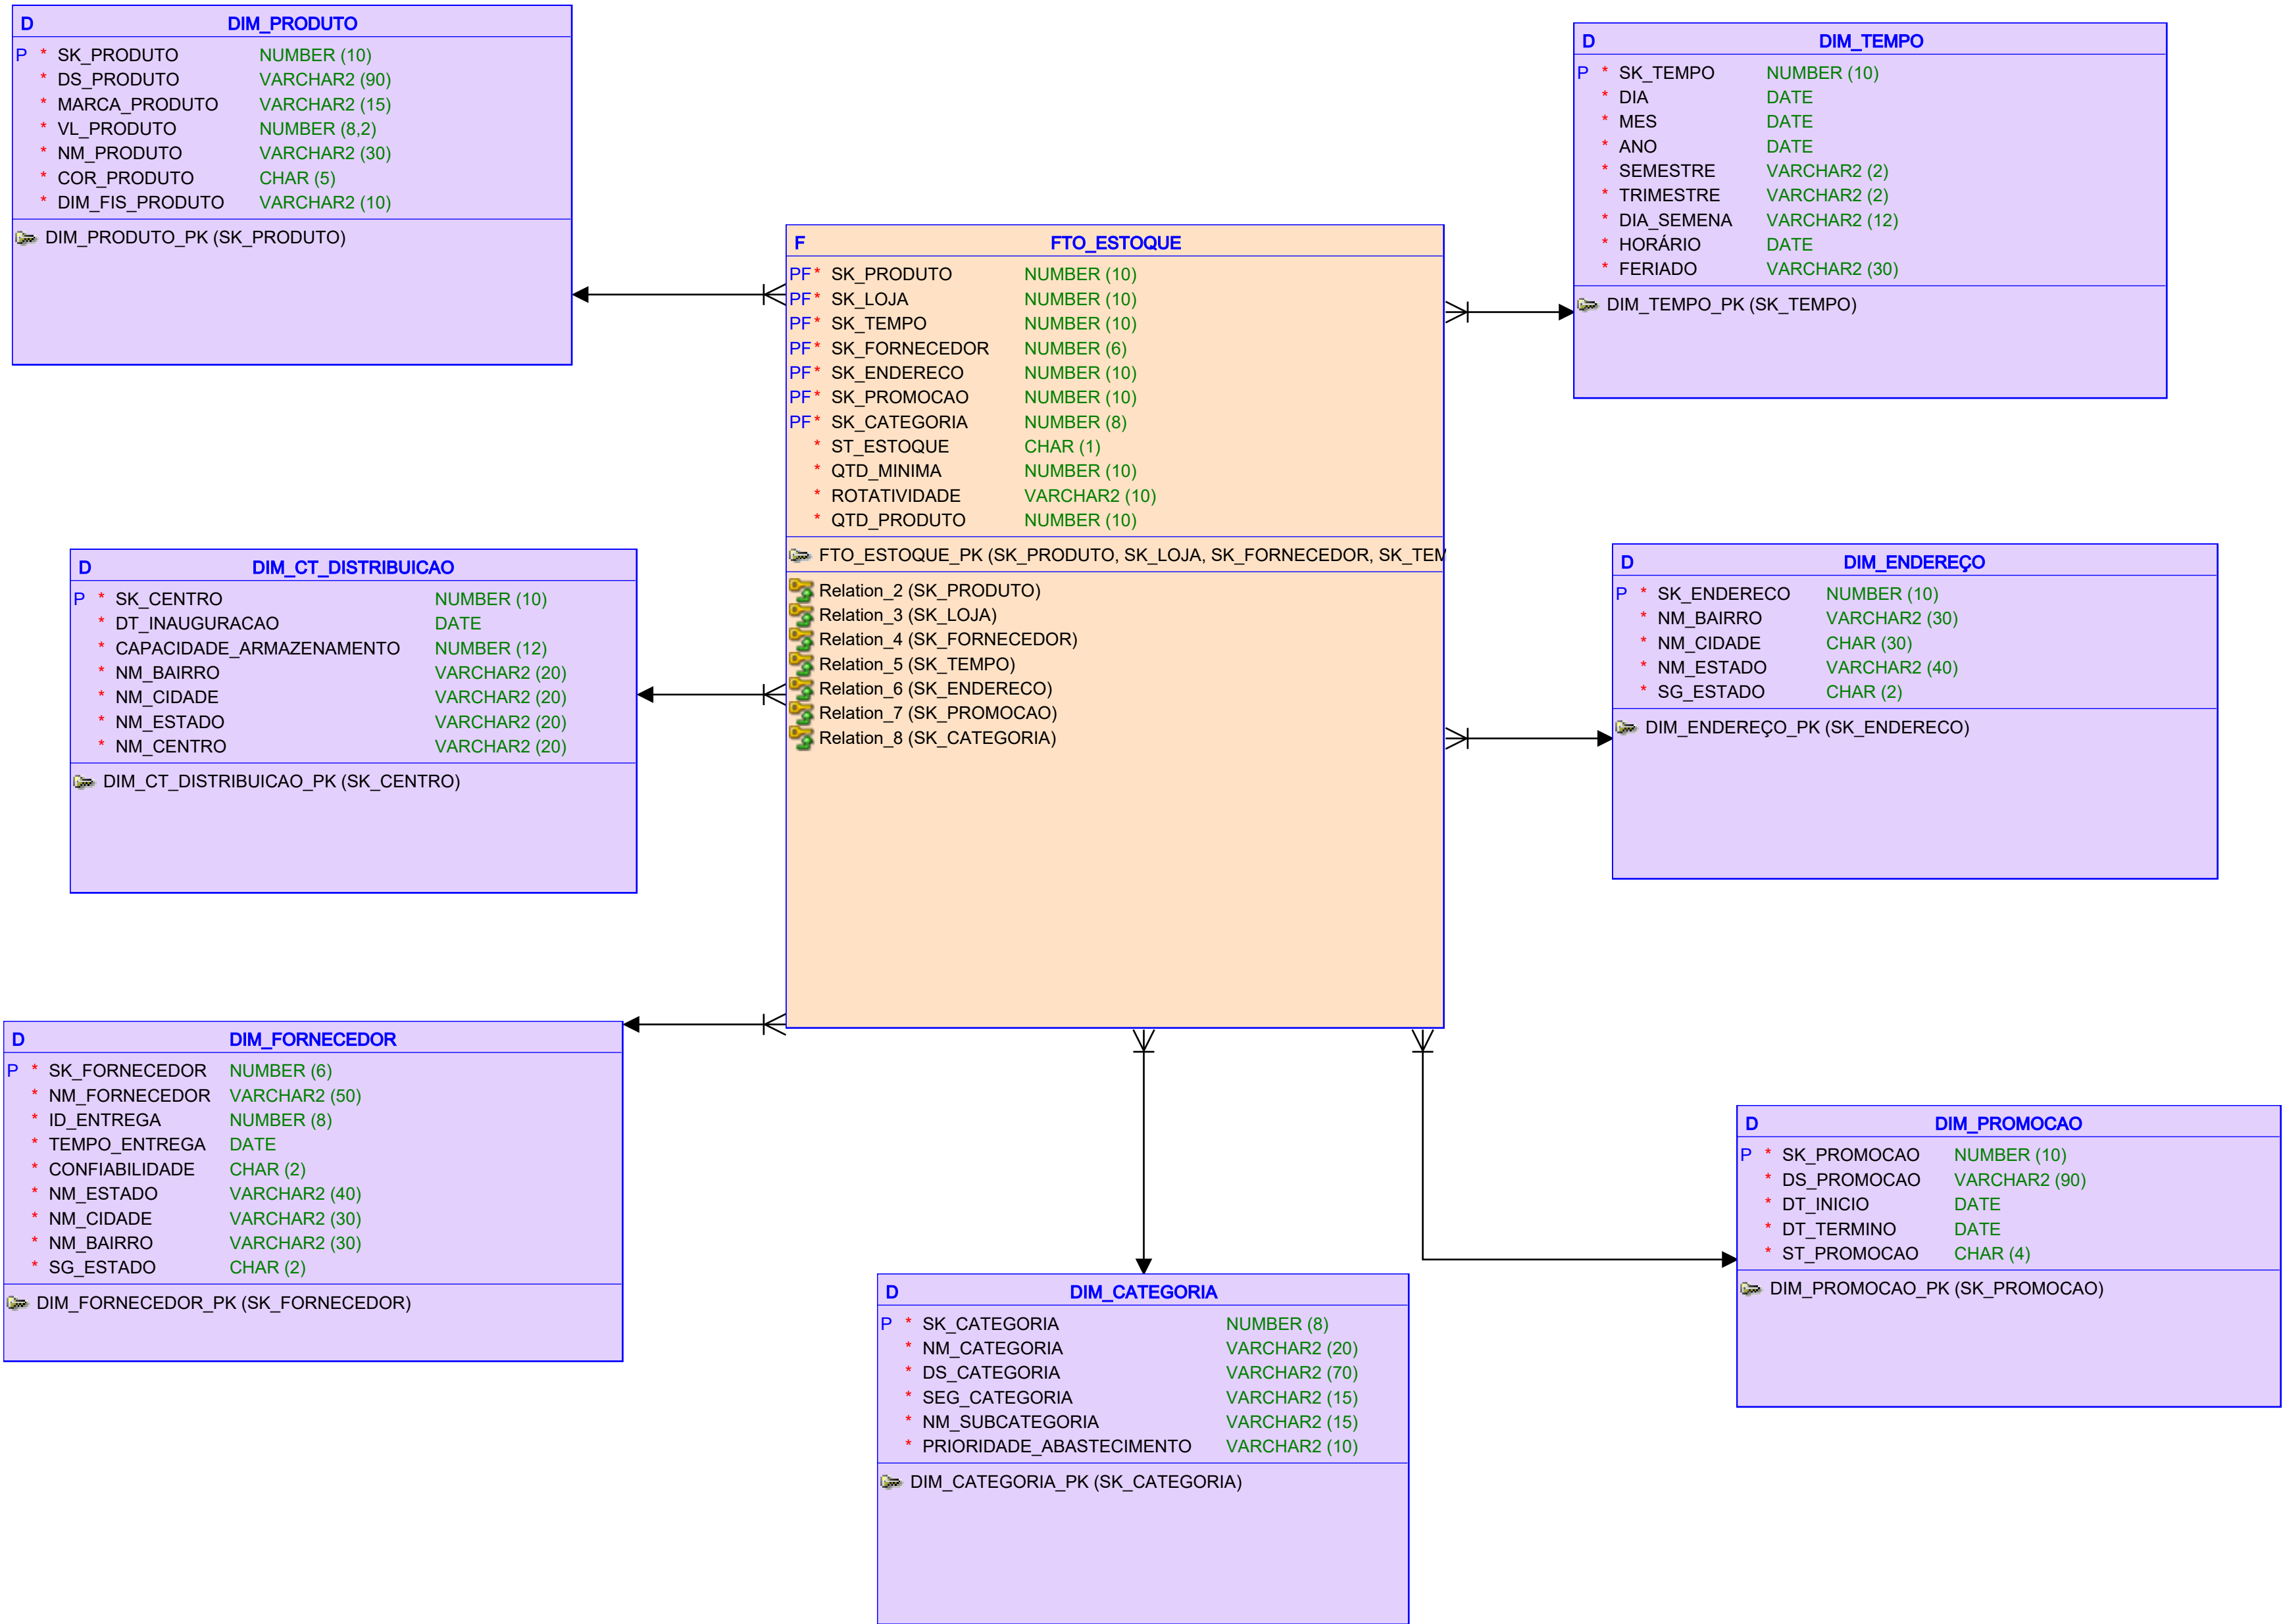 D DIM_PRODUTO
P * SK_PRODUTO NUMBER (10)
* DS_PRODUTO VARCHAR2 (90)
* MARCA_PRODUTO VARCHAR2 (15)
* VL_PRODUTO NUMBER (8,2)
* NM_PRODUTO VARCHAR2 (30)
* COR_PRODUTO CHAR (5)
* DIM_FIS_PRODUTO VARCHAR2 (10)
DIM_PRODUTO_PK (SK_PRODUTO)
D DIM_TEMPO
P * SK_TEMPO NUMBER (10)
* DIA DATE
* MES DATE
* ANO DATE
* SEMESTRE VARCHAR2 (2)
* TRIMESTRE VARCHAR2 (2)
* DIA_SEMENA VARCHAR2 (12)
* HORÁRIO DATE
* FERIADO VARCHAR2 (30)
DIM_TEMPO_PK (SK_TEMPO)
F FTO_ESTOQUE
PF * SK_PRODUTO NUMBER (10)
PF * SK_LOJA NUMBER (10)
PF * SK_TEMPO NUMBER (10)
PF * SK_FORNECEDOR NUMBER (6)
PF * SK_ENDERECO NUMBER (10)
PF * SK_PROMOCAO NUMBER (10)
PF * SK_CATEGORIA NUMBER (8)
* ST_ESTOQUE CHAR (1)
* QTD_MINIMA NUMBER (10)
* ROTATIVIDADE VARCHAR2 (10)
* QTD_PRODUTO NUMBER (10)
FTO_ESTOQUE_PK (SK_PRODUTO, SK_LOJA, SK_FORNECEDOR, SK_TEM
Relation_2 (SK_PRODUTO)
Relation_3 (SK_LOJA)
Relation_4 (SK_FORNECEDOR)
Relation_5 (SK_TEMPO)
Relation_6 (SK_ENDERECO)
Relation_7 (SK_PROMOCAO)
Relation_8 (SK_CATEGORIA)
D DIM_CT_DISTRIBUICAO
P * SK_CENTRO NUMBER (10)
* DT_INAUGURACAO DATE
* CAPACIDADE_ARMAZENAMENTO NUMBER (12)
* NM_BAIRRO VARCHAR2 (20)
* NM_CIDADE VARCHAR2 (20)
* NM_ESTADO VARCHAR2 (20)
* NM_CENTRO VARCHAR2 (20)
DIM_CT_DISTRIBUICAO_PK (SK_CENTRO)
D DIM_ENDEREÇO
P * SK_ENDERECO NUMBER (10)
* NM_BAIRRO VARCHAR2 (30)
* NM_CIDADE CHAR (30)
* NM_ESTADO VARCHAR2 (40)
* SG_ESTADO CHAR (2)
DIM_ENDEREÇO_PK (SK_ENDERECO)
D DIM_FORNECEDOR
P * SK_FORNECEDOR NUMBER (6)
* NM_FORNECEDOR VARCHAR2 (50)
* ID_ENTREGA NUMBER (8)
* TEMPO_ENTREGA DATE
* CONFIABILIDADE CHAR (2)
* NM_ESTADO VARCHAR2 (40)
* NM_CIDADE VARCHAR2 (30)
* NM_BAIRRO VARCHAR2 (30)
* SG_ESTADO CHAR (2)
DIM_FORNECEDOR_PK (SK_FORNECEDOR)
D DIM_CATEGORIA
P * SK_CATEGORIA NUMBER (8)
* NM_CATEGORIA VARCHAR2 (20)
* DS_CATEGORIA VARCHAR2 (70)
* SEG_CATEGORIA VARCHAR2 (15)
* NM_SUBCATEGORIA VARCHAR2 (15)
* PRIORIDADE_ABASTECIMENTO VARCHAR2 (10)
DIM_CATEGORIA_PK (SK_CATEGORIA)
D DIM_PROMOCAO
P * SK_PROMOCAO NUMBER (10)
* DS_PROMOCAO VARCHAR2 (90)
* DT_INICIO DATE
* DT_TERMINO DATE
* ST_PROMOCAO CHAR (4)
DIM_PROMOCAO_PK (SK_PROMOCAO)